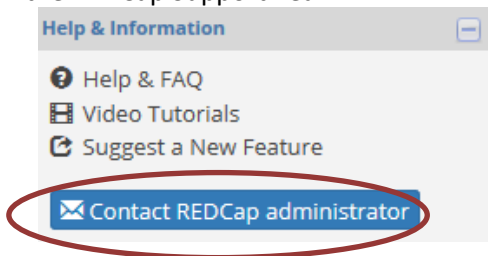 Help & Information
Help & FAQ
Video Tutorials
Suggest a New Feature
Contact REDCap administrator